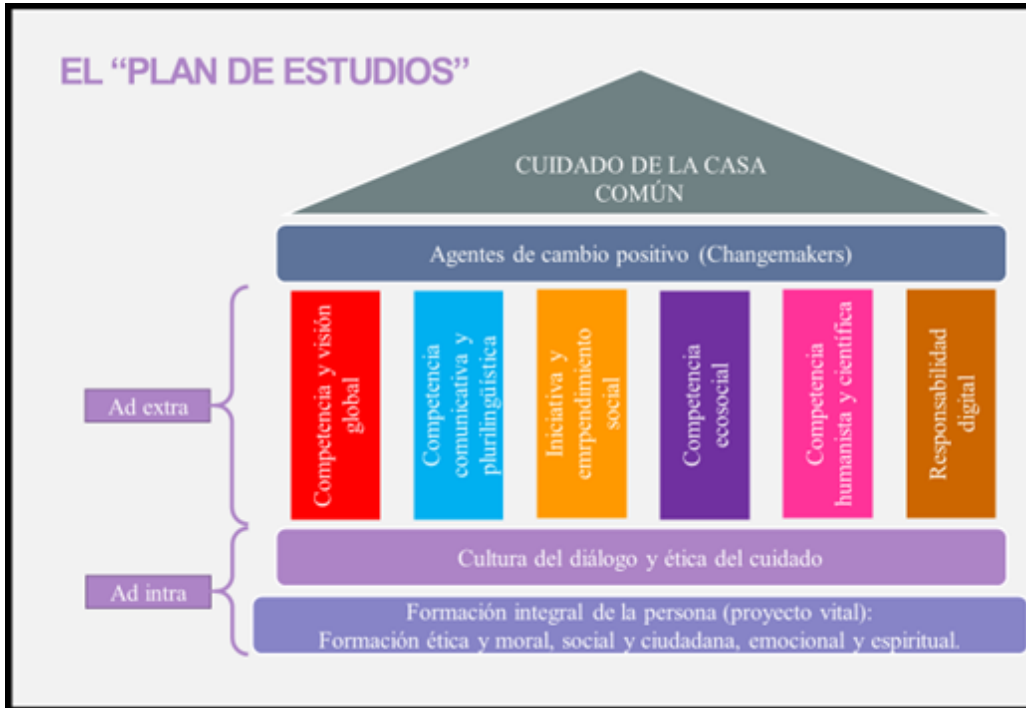 EL “PLAN DE ESTUDIOS”
CUIDADO DE LA CASA
COMÚN
Agentes de cambio positivo (Changemakers)
Ad extra
Competencia y visión
global
Competencia
comunicativa y
plurilingüística
Iniciativa y
emrpendimiento
social
Competencia
ecosocial
Competencia
humanista y científica
Responsabilidad
digital
Ad intra
Cultura del diálogo y ética del cuidado
Formación integral de la persona (proyecto vital):
Formación ética y moral, social y ciudadana, emocional y espiritual.